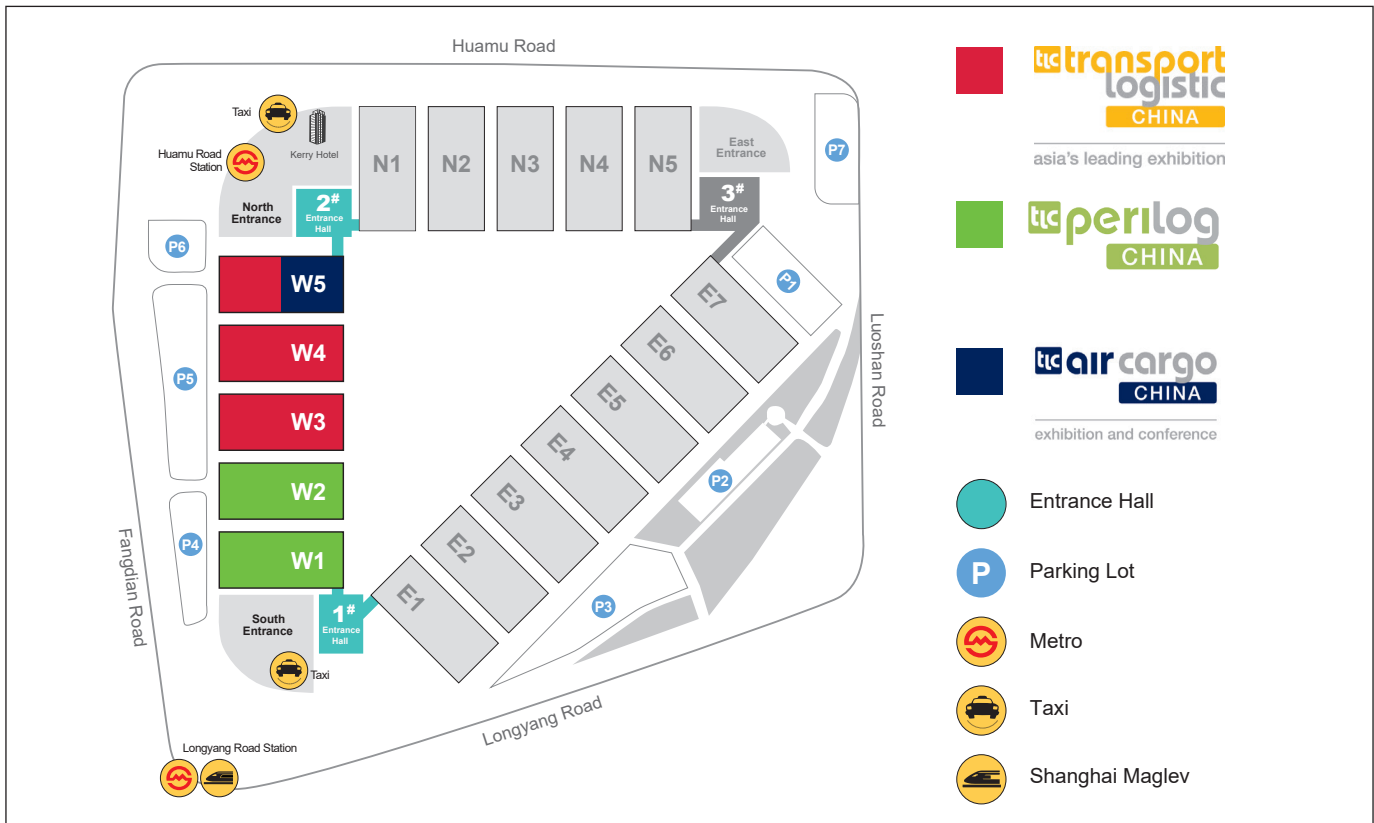 Huamu Road
Taxi
Kerry Hotel
Huamu Road
Station
North
Entrance
2#
Entrance
Hall
N1
N2
N3
N4
N5
East
Entrance
3#
Entrance
Hall
P7
P6
P5
P4
W5
W4
W3
W2
W1
P1
E7
E6
E5
E4
E3
E2
E1
P2
P3
Luoshan Road
Fangdian Road
South
Entrance
1#
Entrance
Hall
Taxi
Longyang Road
Longyang Road Station
tlc transport
logistic
CHINA
asia's leading exhibition
tlc perilog
CHINA
tlc air cargo
CHINA
exhibition and conference
Entrance Hall
P
Parking Lot
Metro
Taxi
Shanghai Maglev